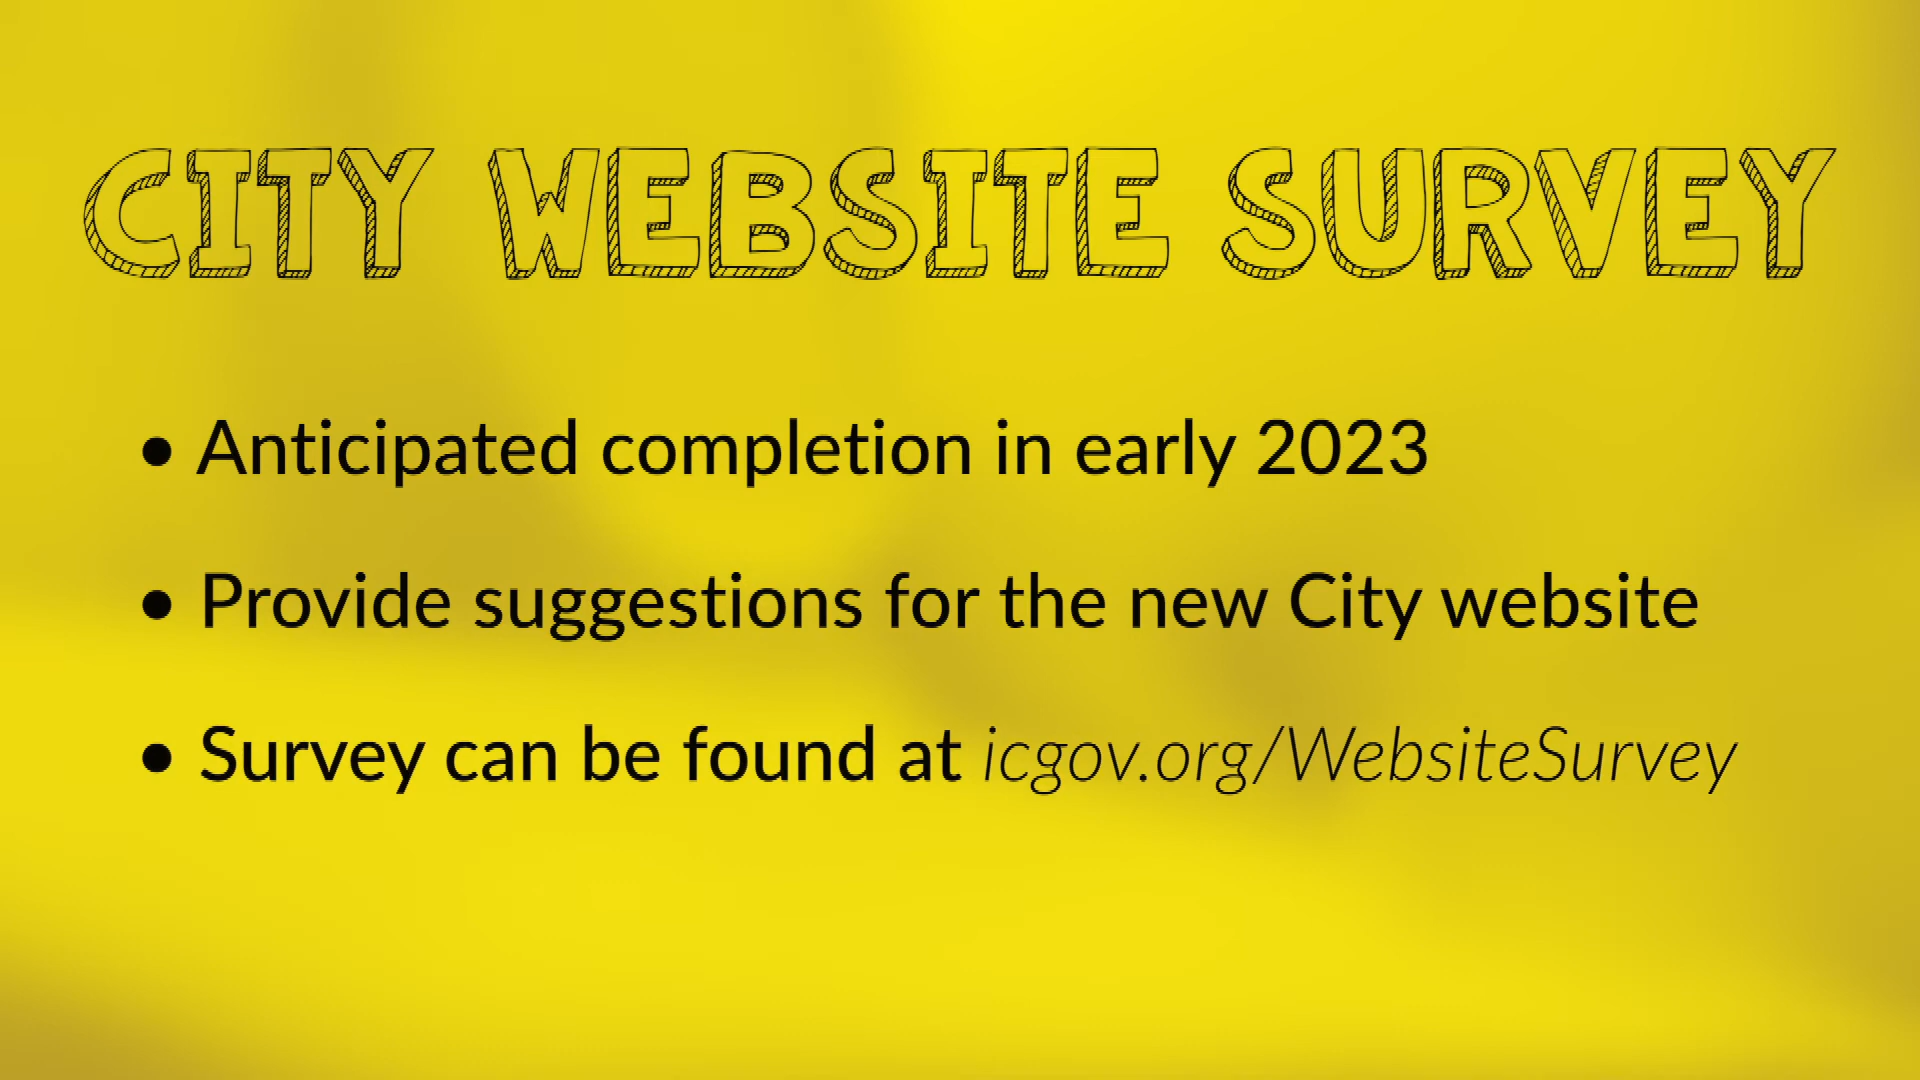 CITY WEBSITE SURVEY
• Anticipated completion in early 2023
• Provide suggestions for the new City website
• Survey can be found at icgov.org/WebsiteSurvey